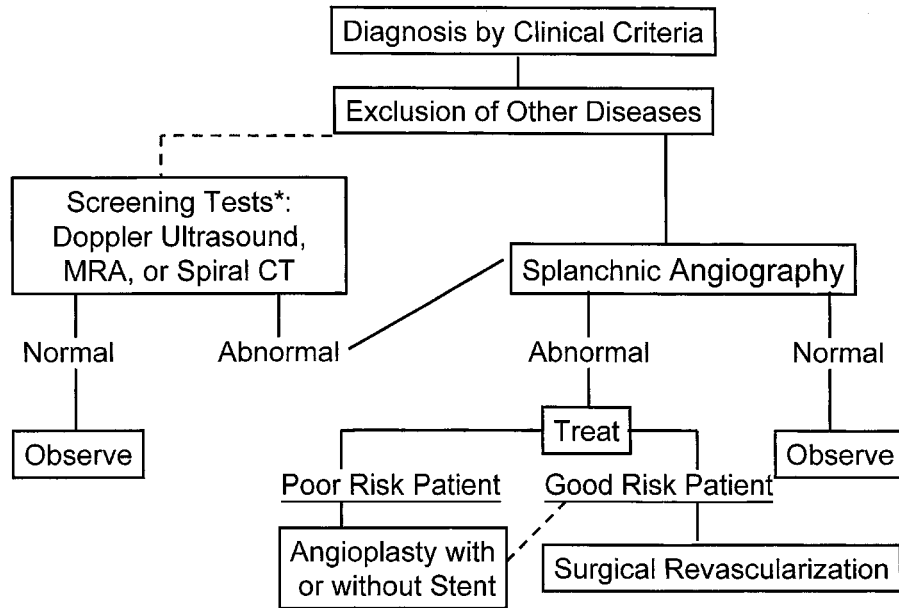 Diagnosis by Clinical Criteria
Exclusion of Other Diseases
Screening Tests*:
Doppler Ultrasound,
MRA, or Spiral CT
Splanchnic Angiography
Normal
Abnormal
Abnormal
Normal
Observe
Treat
Observe
Poor Risk Patient
Good Risk Patient
Angioplasty with
or without Stent
Surgical Revascularization